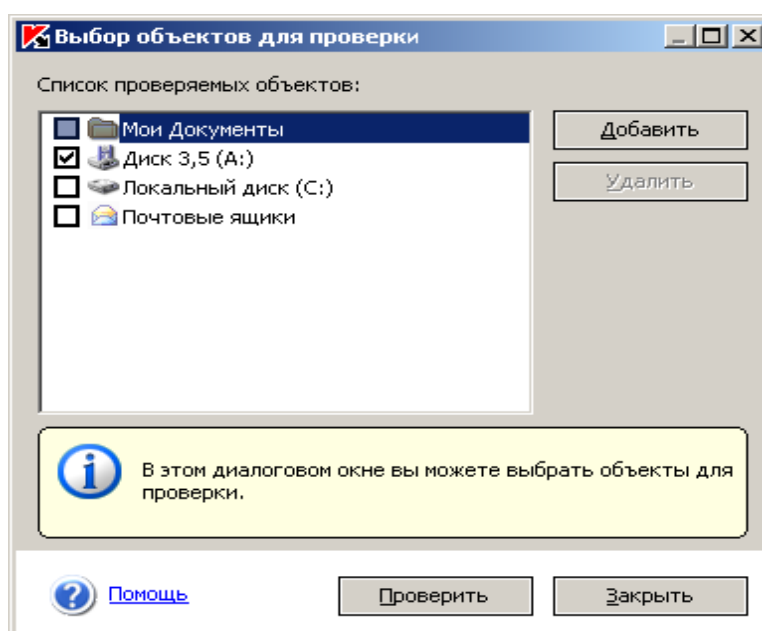 Выбор объектов для проверки
Список проверяемых объектов:
Мои Документы
Диск 3,5 (A:)
Локальный диск (C:)
Почтовые ящики
Добавить
Удалить
В этом диалоговом окне вы можете выбрать объекты для
проверки.
Помощь
Проверить
Закрыть